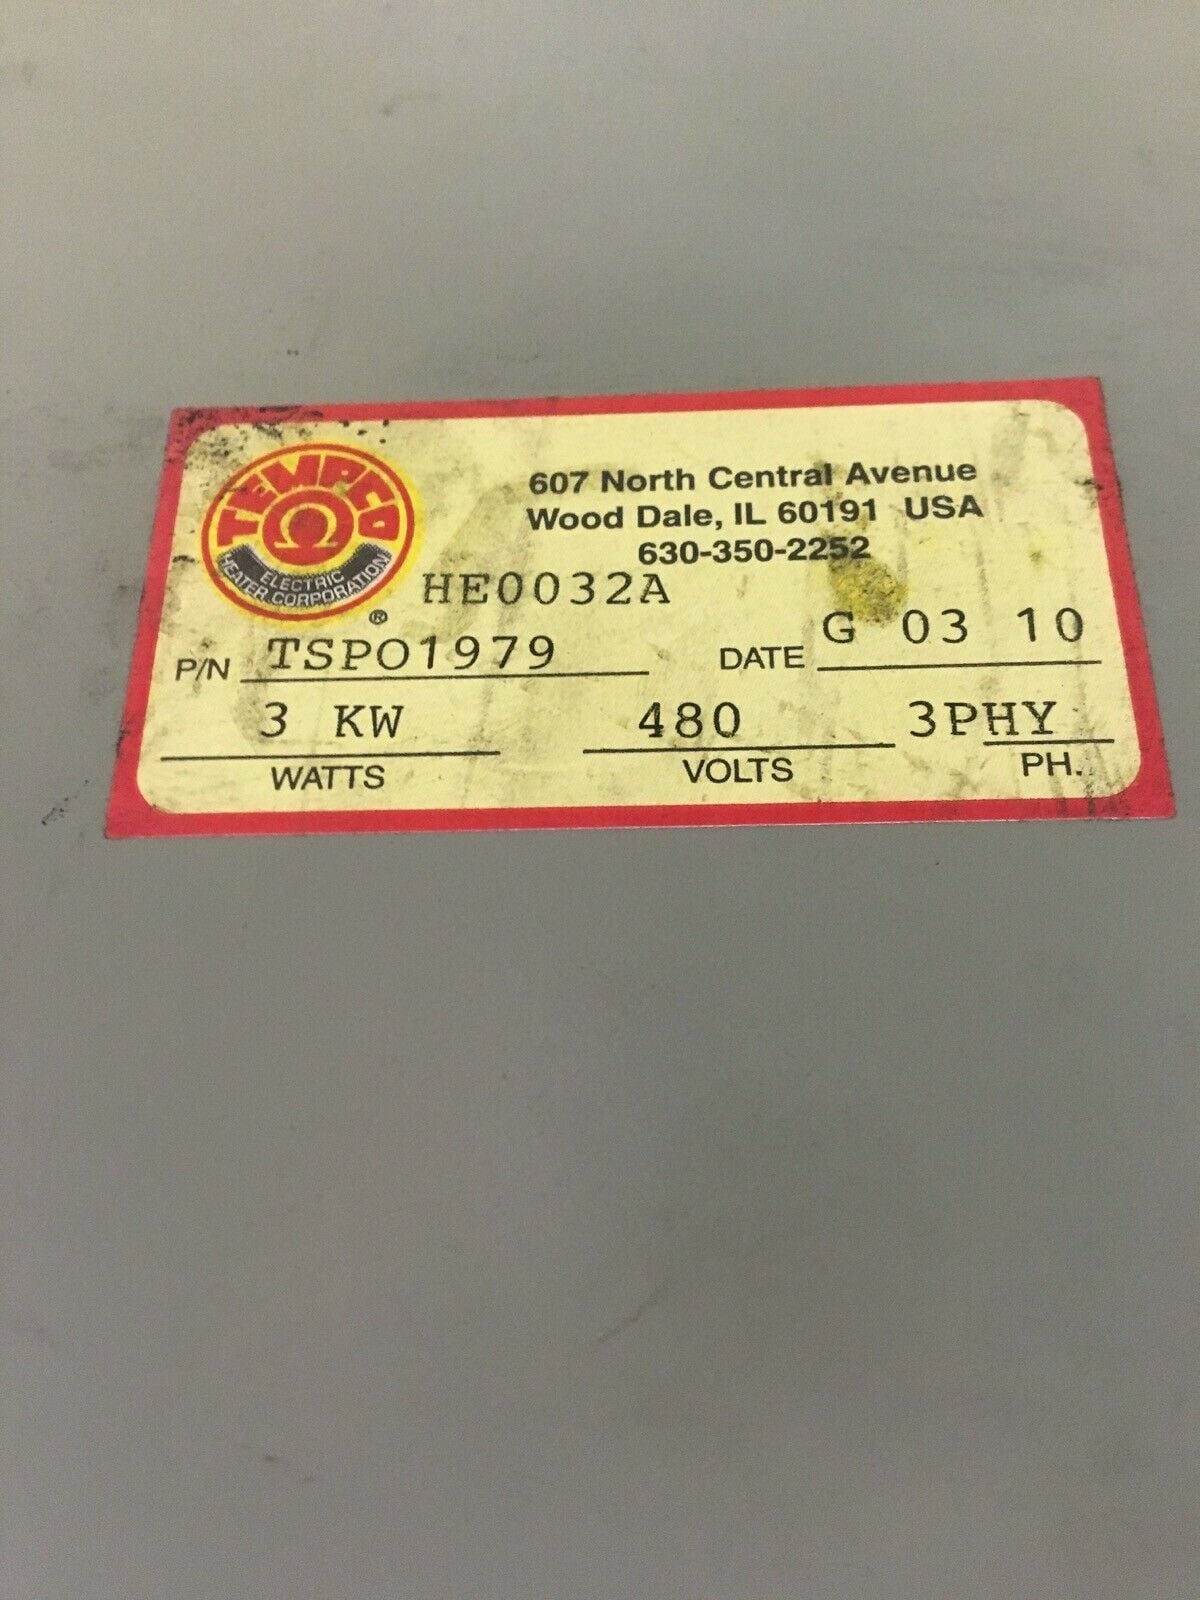 TEMPCO
Ω
ELECTRIC
HEATER CORPORATION
®
607 North Central Avenue
Wood Dale, IL 60191 USA
630-350-2252
HE0032A
P/N TSPO1979
DATE G 03 10
3 KW 480 3PHY
WATTS VOLTS PH.